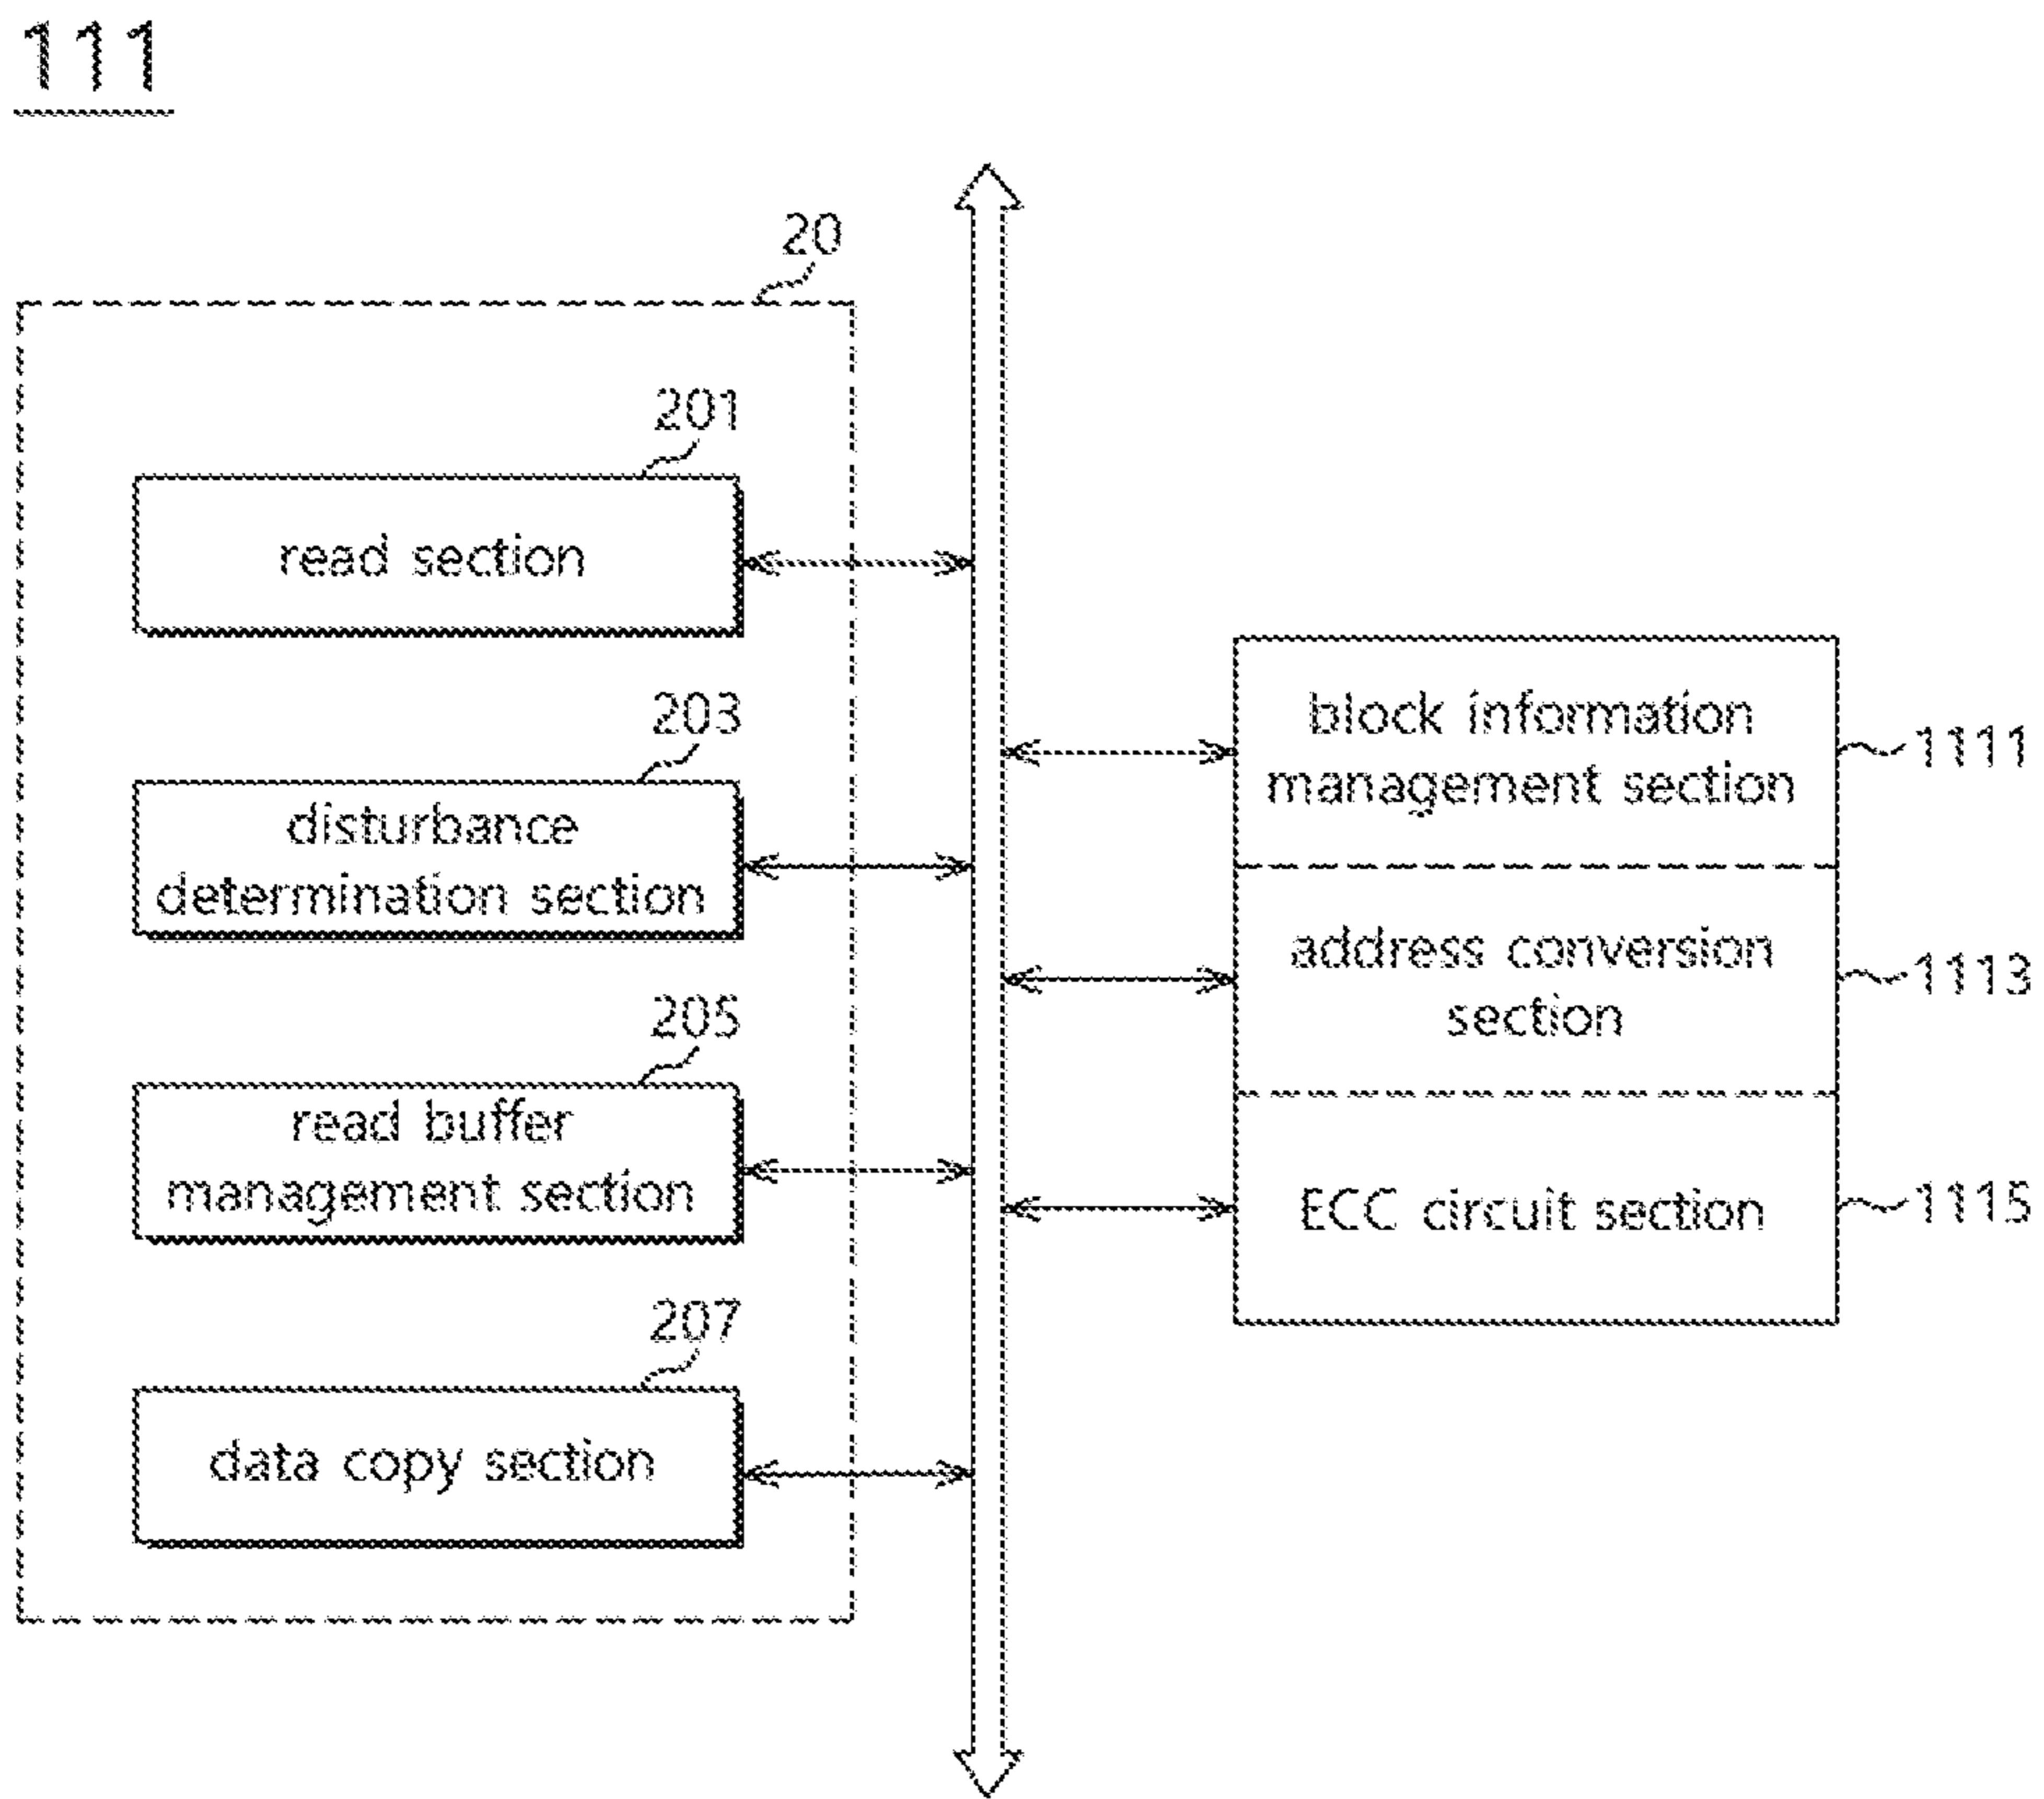 111
20
201
read section
203
disturbance
determination section
205
read buffer
management section
207
data copy section
block information
management section
1111
address conversion
section
1113
ECC circuit section
1115